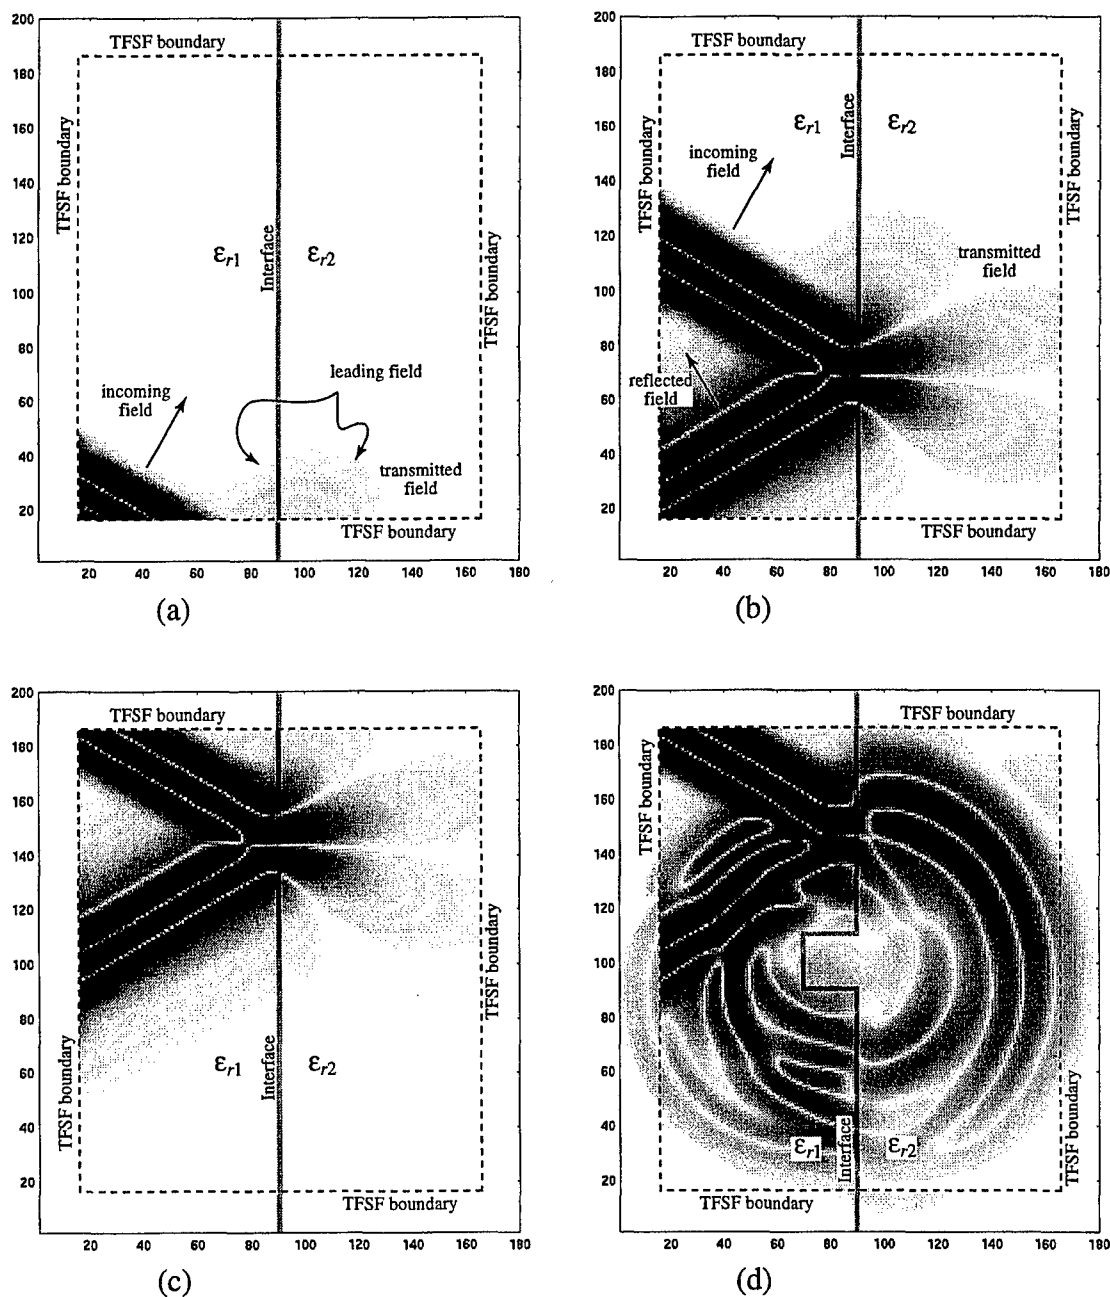 200
180
160
140
120
100
80
60
40
20
20 40 60 80 100 120 140 160 180
TFSF boundary
TFSF boundary
εr1
Interface
εr2
TFSF boundary
leading field
incoming
field
transmitted
field
TFSF boundary
(a)
200
180
160
140
120
100
80
60
40
20
20 40 60 80 100 120 140 160 180
TFSF boundary
TFSF boundary
εr1
Interface
εr2
TFSF boundary
incoming
field
transmitted
field
reflected
field
TFSF boundary
(b)
200
180
160
140
120
100
80
60
40
20
20 40 60 80 100 120 140 160 180
TFSF boundary
TFSF boundary
εr1
Interface
εr2
TFSF boundary
TFSF boundary
(c)
200
180
160
140
120
100
80
60
40
20
20 40 60 80 100 120 140 160 180
TFSF boundary
TFSF boundary
εr1
Interface
εr2
TFSF boundary
TFSF boundary
(d)